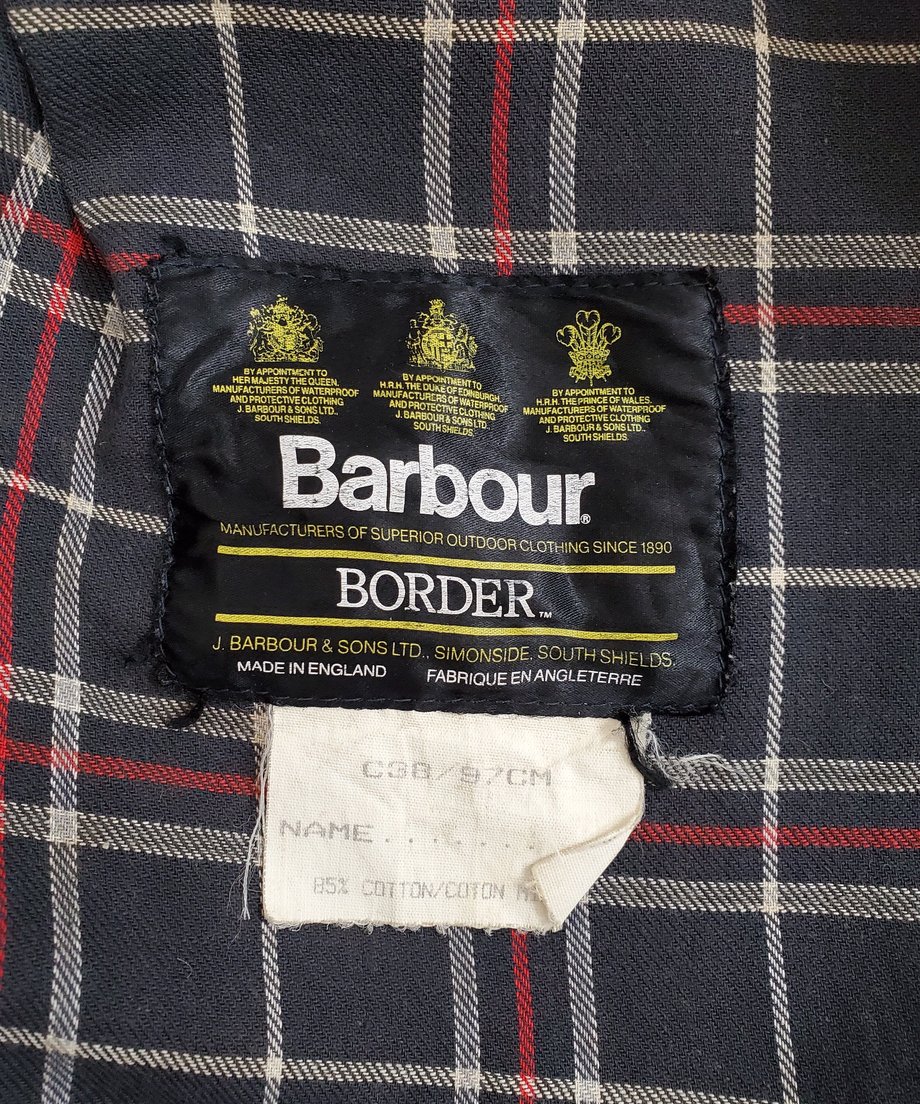 BY APPOINTMENT TO
HER MAJESTY THE QUEEN.
MANUFACTURERS OF WATERPROOF
AND PROTECTIVE CLOTHING
J. BARBOUR & SONS LTD.
SOUTH SHIELDS.
BY APPOINTMENT TO
H.R.H. THE DUKE OF EDINBURGH.
MANUFACTURERS OF WATERPROOF
AND PROTECTIVE CLOTHING
J. BARBOUR & SONS LTD.
SOUTH SHIELDS.
BY APPOINTMENT TO
H.R.H. THE PRINCE OF WALES.
MANUFACTURERS OF WATERPROOF
AND PROTECTIVE CLOTHING
J. BARBOUR & SONS LTD.
SOUTH SHIELDS.
Barbour®
MANUFACTURERS OF SUPERIOR OUTDOOR CLOTHING SINCE 1890
BORDER™
J. BARBOUR & SONS LTD., SIMONSIDE, SOUTH SHIELDS.
MADE IN ENGLAND FABRIQUE EN ANGLETERRE
C38/97CM
NAME.......
85% COTTON/COTON